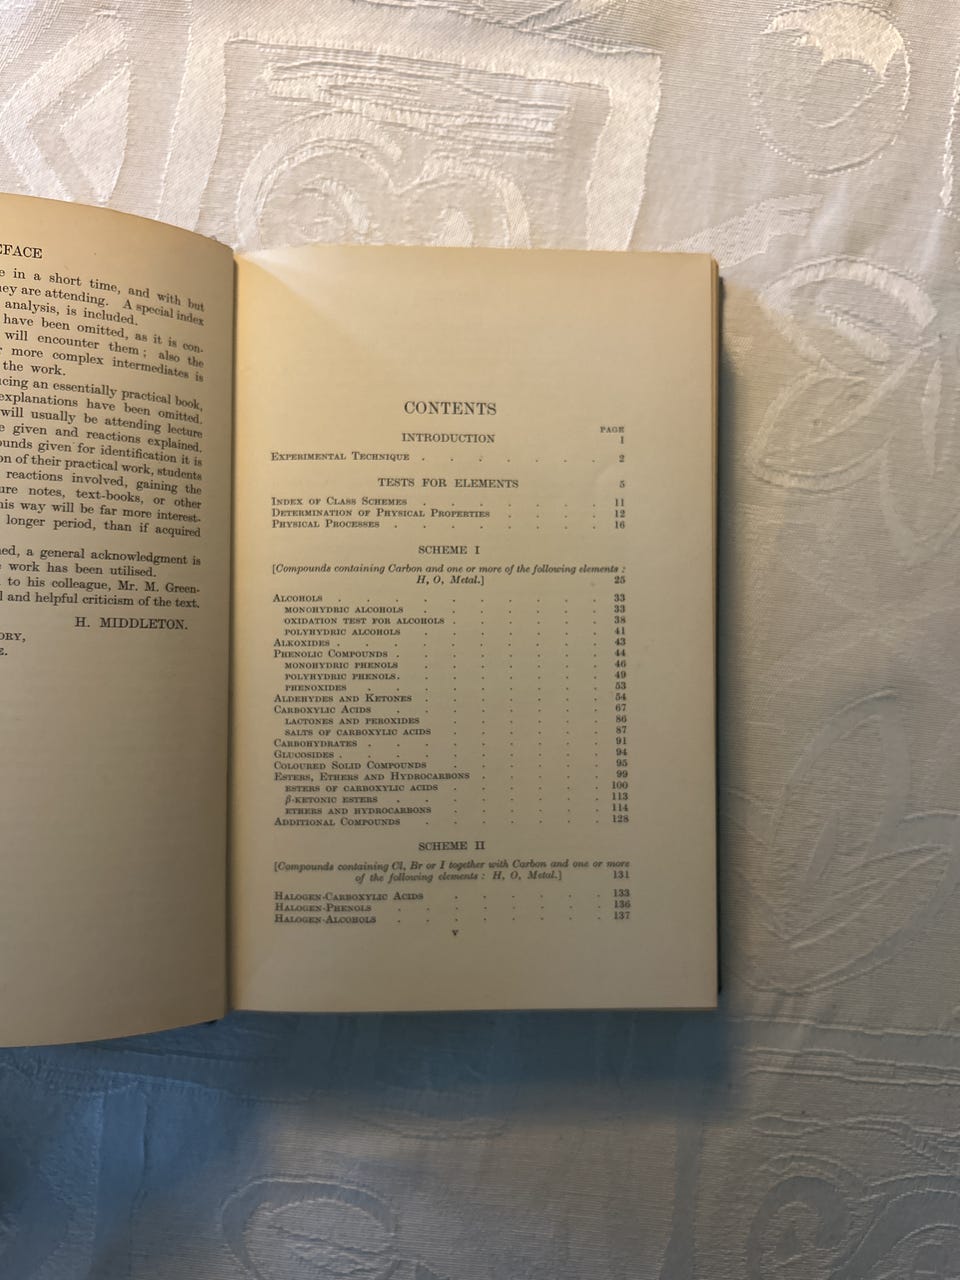 EFACE
e in a short time, and with but
ey are attending. A special index
analysis, is included.
have been omitted, as it is con-
will encounter them; also the
more complex intermediates is
the work.
cing an essentially practical book,
explanations have been omitted.
will usually be attending lecture
e given and reactions explained.
unds given for identification it is
on of their practical work, students
reactions involved, gaining the
ure notes, text-books, or other
his way will be far more interest-
longer period, than if acquired
ed, a general acknowledgment is
work has been utilised.
to his colleague, Mr. M. Green-
l and helpful criticism of the text.
H. MIDDLETON.
ORY,
E.
CONTENTS
PAGE
INTRODUCTION 1
EXPERIMENTAL TECHNIQUE . . . . . . . 2
TESTS FOR ELEMENTS 5
INDEX OF CLASS SCHEMES . . . . . . . 11
DETERMINATION OF PHYSICAL PROPERTIES . . . . 12
PHYSICAL PROCESSES . . . . . . . . 16
SCHEME I
[Compounds containing Carbon and one or more of the following elements :
H, O, Metal.] 25
ALCOHOLS . . . . . . . . . . 33
MONOHYDRIC ALCOHOLS . . . . . . . 33
OXIDATION TEST FOR ALCOHOLS . . . . . . 38
POLYHYDRIC ALCOHOLS . . . . . . . 41
ALKOXIDES . . . . . . . . . . 43
PHENOLIC COMPOUNDS . . . . . . . . 44
MONOHYDRIC PHENOLS . . . . . . . 46
POLYHYDRIC PHENOLS . . . . . . . . 49
PHENOXIDES . . . . . . . . . 53
ALDEHYDES AND KETONES . . . . . . . 54
CARBOXYLIC ACIDS . . . . . . . . 67
LACTONES AND PEROXIDES . . . . . . 86
SALTS OF CARBOXYLIC ACIDS . . . . . . 87
CARBOHYDRATES . . . . . . . . . 91
GLUCOSIDES . . . . . . . . . . 94
COLOURED SOLID COMPOUNDS . . . . . . 95
ESTERS, ETHERS AND HYDROCARBONS . . . . . 99
ESTERS OF CARBOXYLIC ACIDS . . . . . . 100
β-KETONIC ESTERS . . . . . . . . 113
ETHERS AND HYDROCARBONS . . . . . . 114
ADDITIONAL COMPOUNDS . . . . . . . 128
SCHEME II
[Compounds containing Cl, Br or I together with Carbon and one or more
of the following elements : H, O, Metal.] 131
HALOGEN-CARBOXYLIC ACIDS . . . . . . 133
HALOGEN-PHENOLS . . . . . . . . 136
HALOGEN-ALCOHOLS . . . . . . . . 137
v